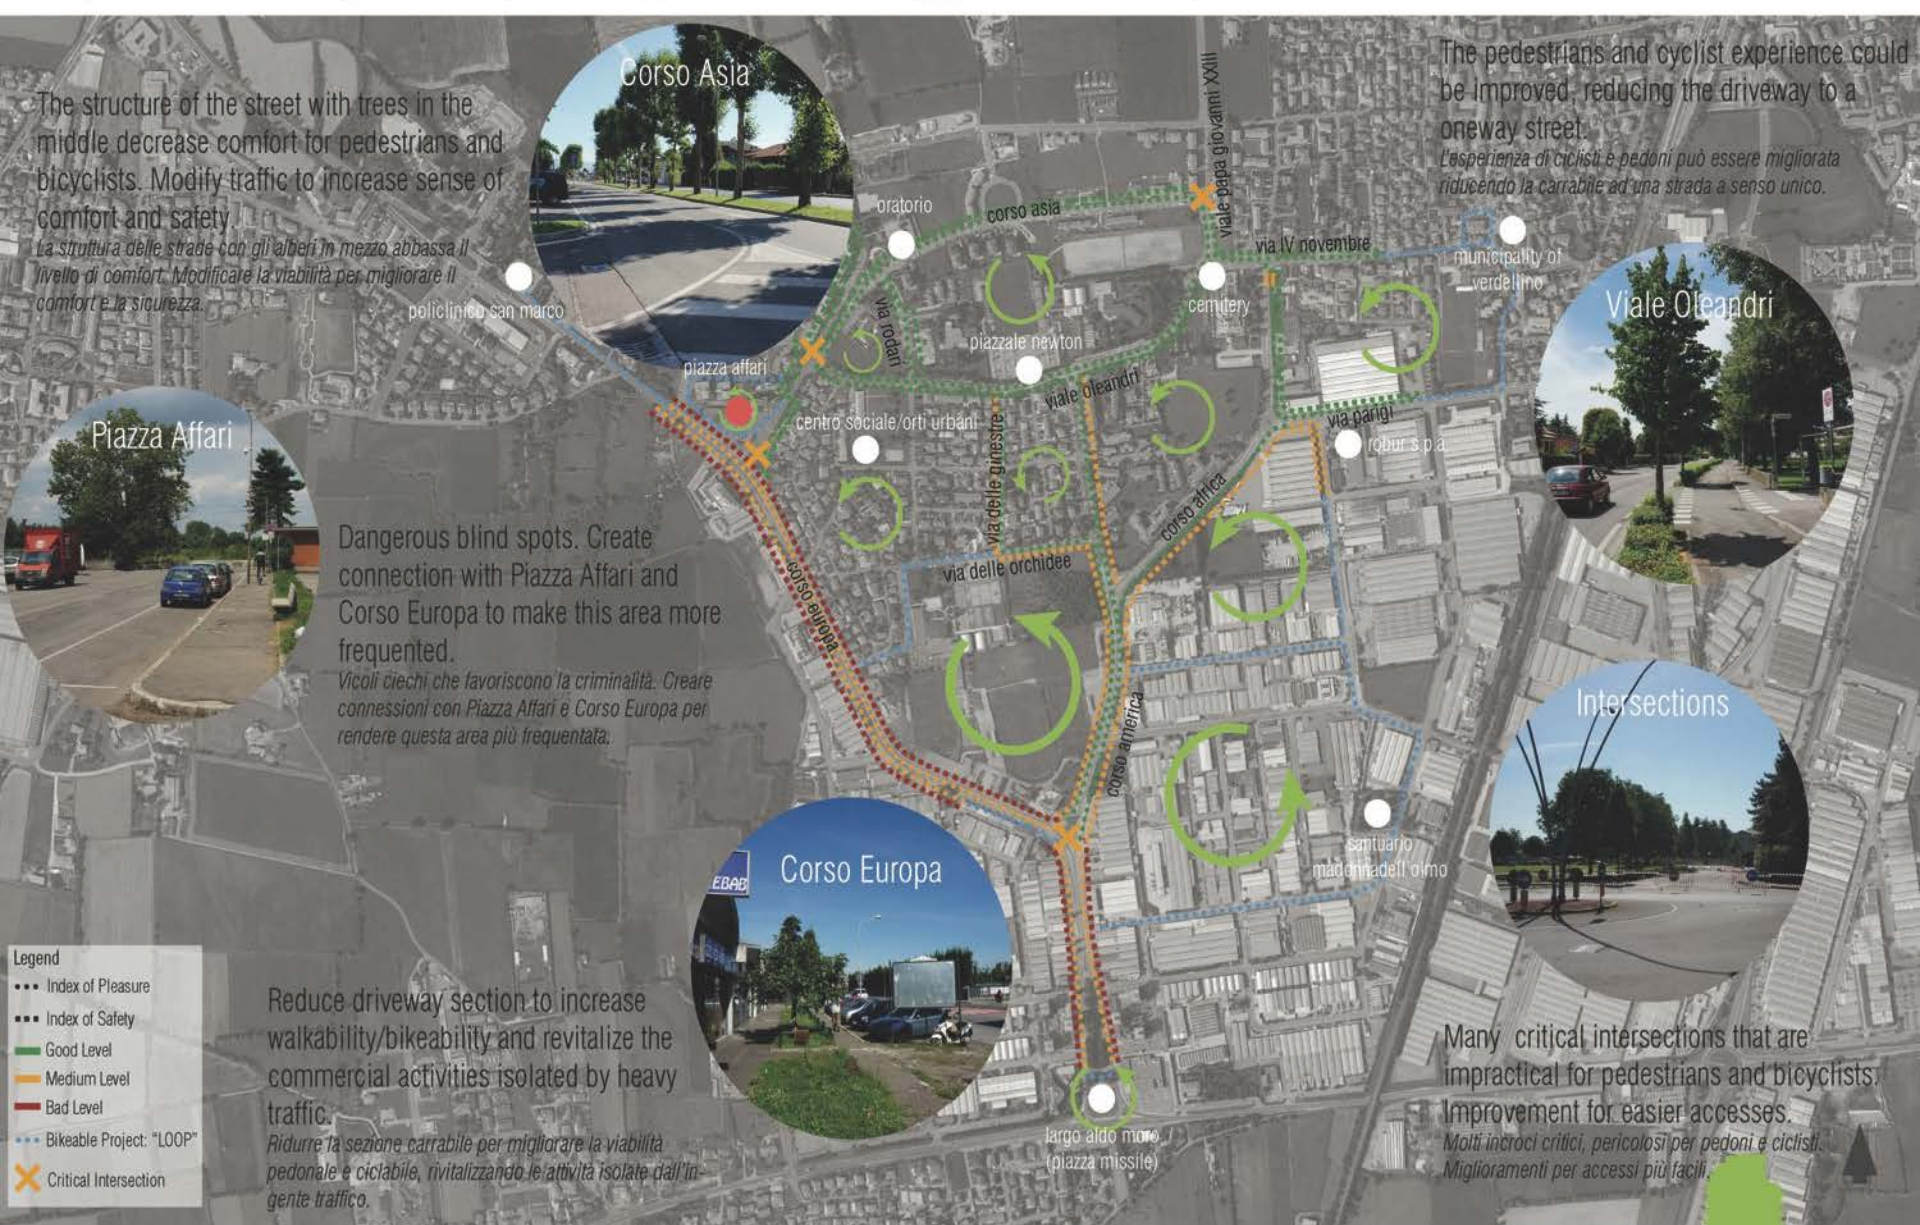 Corso Asia
The structure of the street with trees in the
middle decrease comfort for pedestrians and
bicyclists. Modify traffic to increase sense of
comfort and safety
La struttura delle strade con gli alberi in mezzo abbassa il
livello di comfort. Modificare la viabilità per migliorare il
comfort e la sicurezza.
The pedestrians and cyclist experience could
be improved, reducing the driveway to a
oneway street.
L'esperienza di ciclisti e pedoni può essere migliorata
riducendo la carrabile ad una strada a senso unico.
viale papa giovanni XXIII
oratorio
corso asia
via IV novembre
municipality of
verdellino
policlinico san marco
cemitery
Viale Oleandri
via rodari
piazzale newton
piazza affari
viale oleandri
centro sociale/orti urbani
via parigi
robur s.p.a.
Piazza Affari
via delle ginestre
corso africa
via delle orchidee
corso europa
Dangerous blind spots. Create
connection with Piazza Affari and
Corso Europa to make this area more
frequented.
Vicoli ciechi che favoriscono la criminalità. Creare
connessioni con Piazza Affari e Corso Europa per
rendere questa area più frequentata.
corso america
Intersections
santuario
madonnadell'olmo
Corso Europa
EBAB
Legend
Index of Pleasure
Index of Safety
Good Level
Medium Level
Bad Level
Bikeable Project: "LOOP"
Critical Intersection
Reduce driveway section to increase
walkability/bikeability and revitalize the
commercial activities isolated by heavy
traffic.
Ridurre la sezione carrabile per migliorare la viabilità
pedonale e ciclabile, rivitalizzando le attività isolate dall'in-
gente traffico.
largo aldo moro
(piazza missile)
Many critical intersections that are
impractical for pedestrians and bicyclists.
Improvement for easier accesses.
Molti incroci critici, pericolosi per pedoni e ciclisti.
Miglioramenti per accessi più facili.